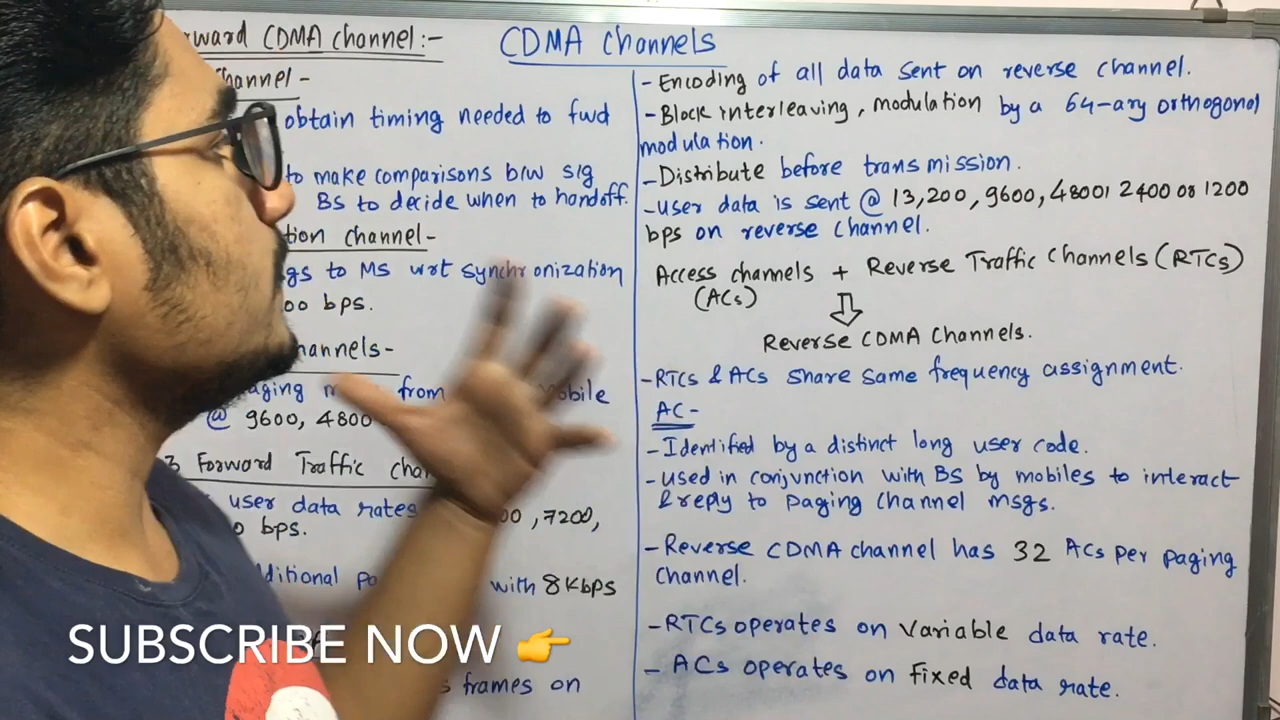 CDMA Channels
rward CDMA Channel:-
hannel -
obtain timing needed to fwd
to make comparisons b/w sig
BS to decide when to handoff.
tion channel -
gs to MS wrt synchronization
00 bps.
hannels-
aging from obile
@ 9600, 4800
3 Forward Traffic chan
user data rates 00, 7200,
0 bps.
dditional with 8Kbps
s frames on
- Encoding of all data sent on reverse channel.
- Block interleaving, modulation by a 64-ary orthogonal
modulation.
- Distribute before transmission.
- user data is sent @ 13,200, 9600, 4800, 2400 or 1200
bps on reverse channel.
Access channels + Reverse Traffic Channels (RTCs)
(ACs)
Reverse CDMA Channels.
- RTCs & ACs share same frequency assignment.
AC-
- Identified by a distinct long user code.
- used in conjunction with BS by mobiles to interact
& reply to paging channel msgs.
- Reverse CDMA channel has 32 ACs per paging
channel.
- RTCs operates on variable data rate.
- ACs operates on fixed data rate.
SUBSCRIBE NOW 👉